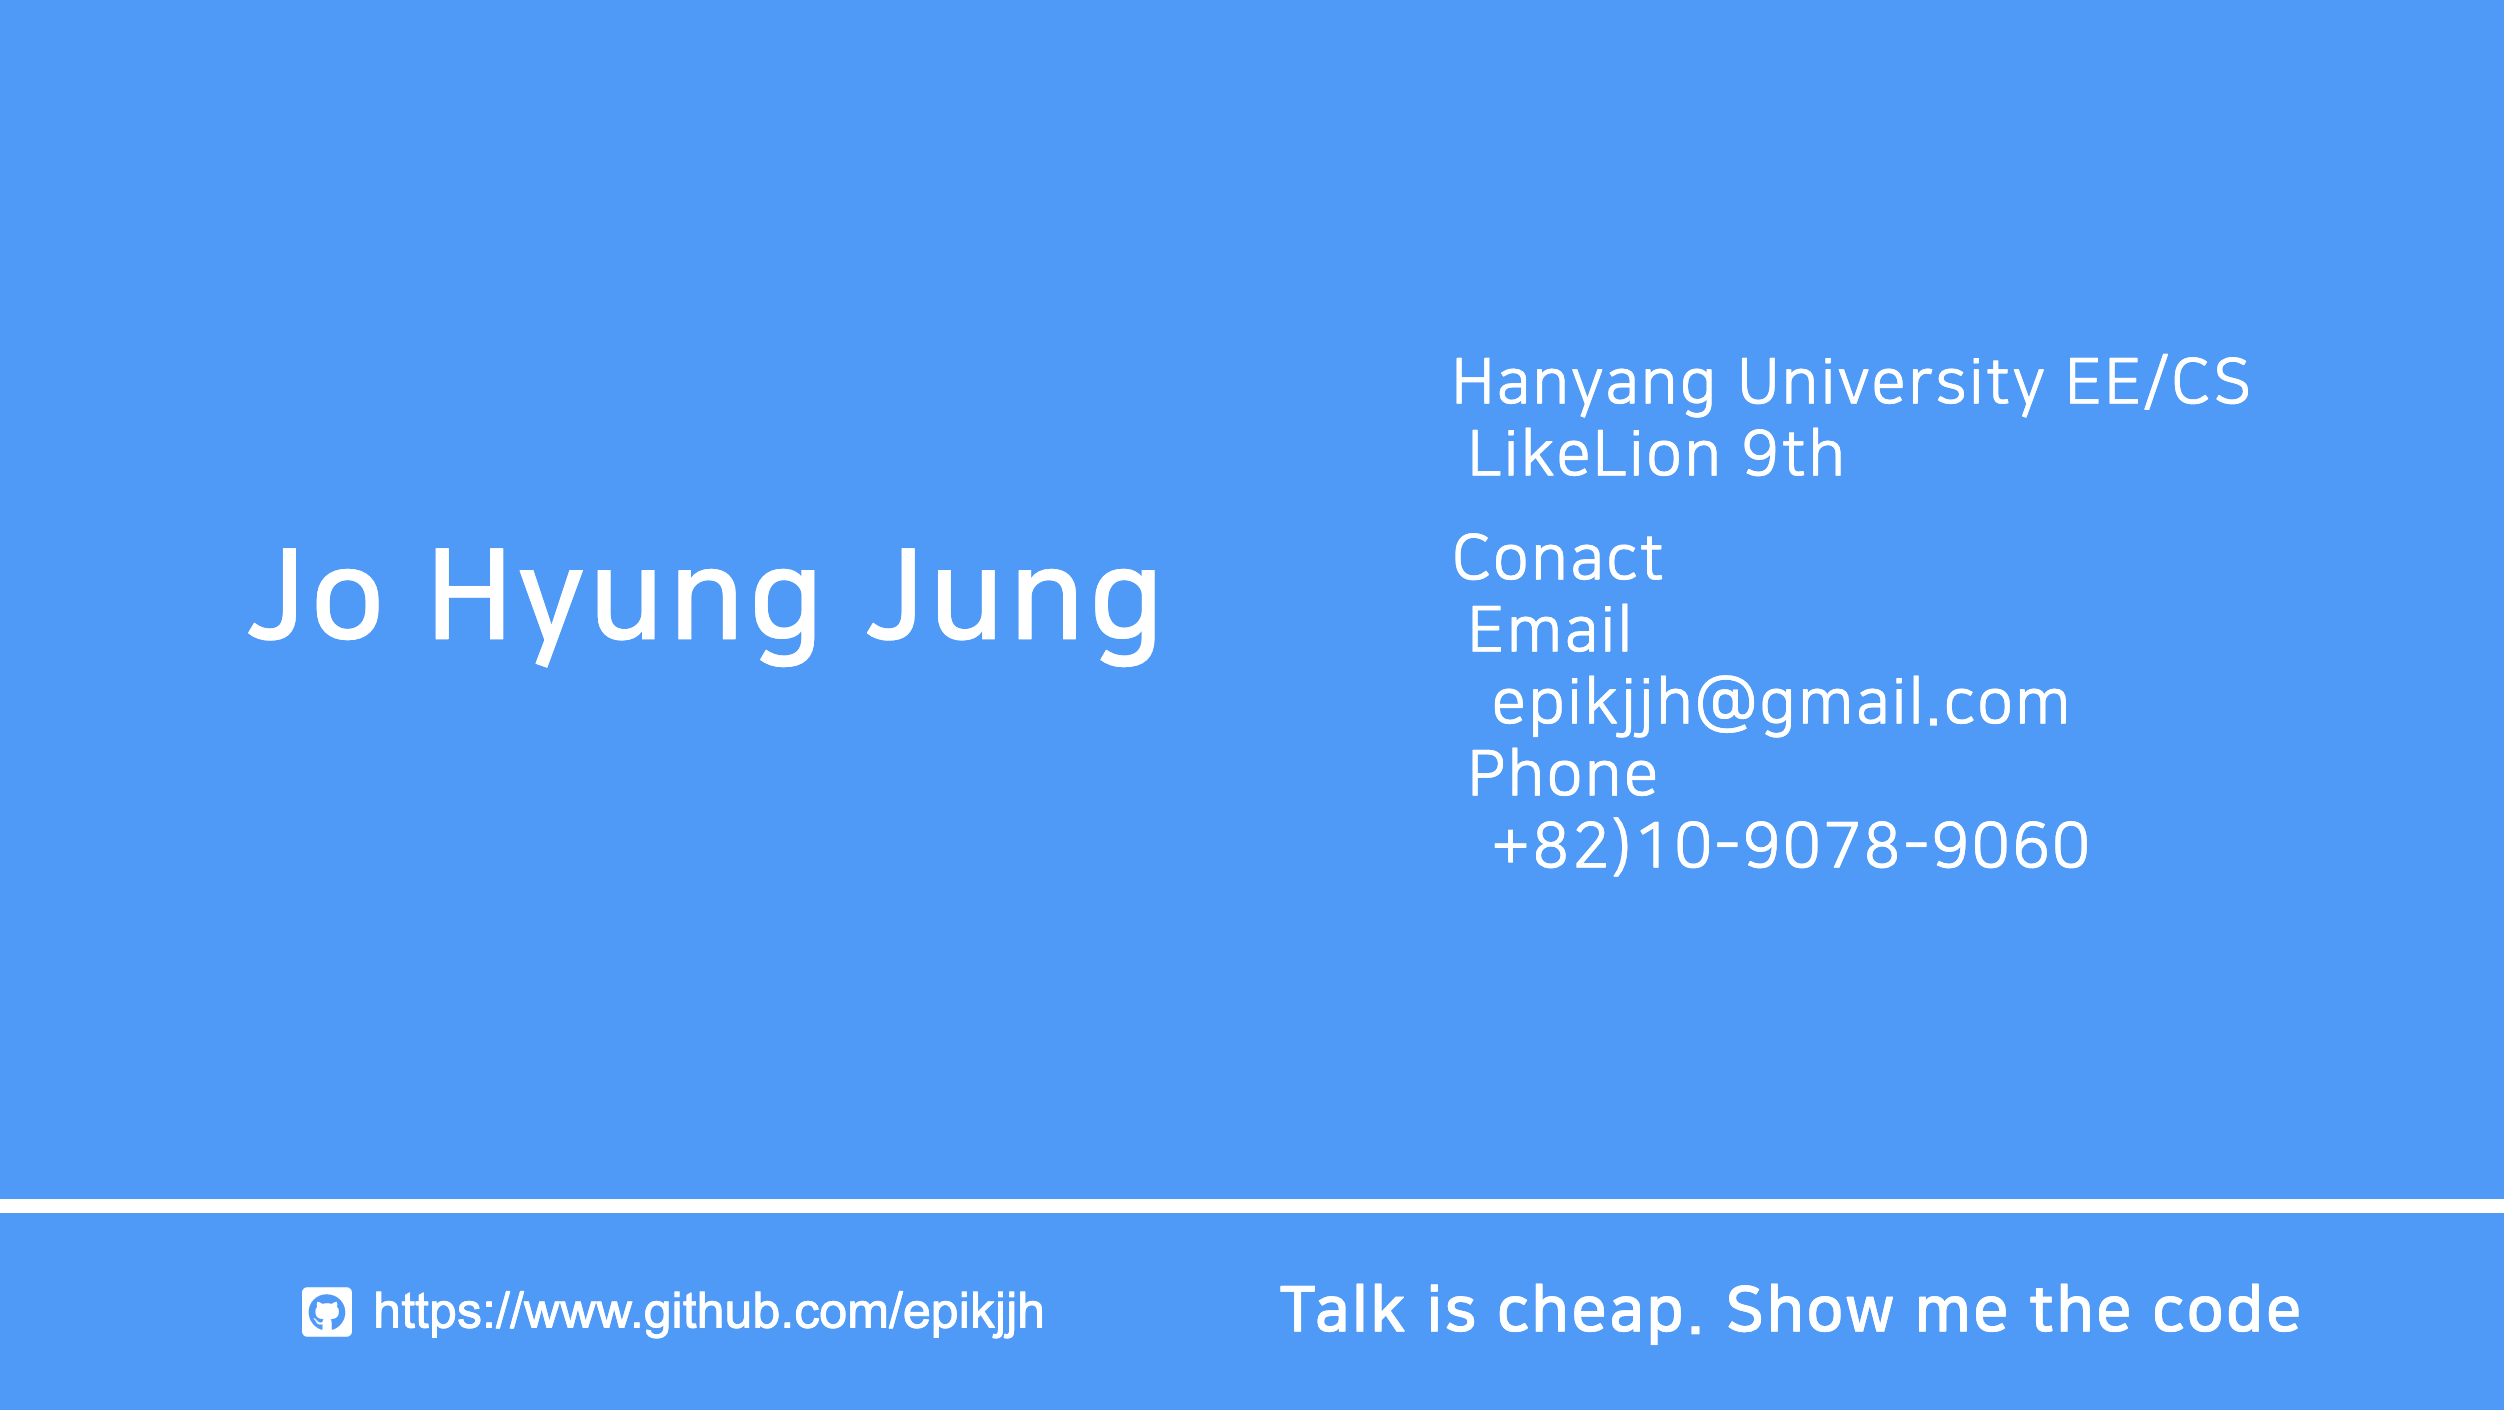 Jo Hyung Jung
Hanyang University EE/CS
LikeLion 9th
Conact
Email
epikjjh@gmail.com
Phone
+82)10-9078-9060
https://www.github.com/epikjjh
Talk is cheap. Show me the code